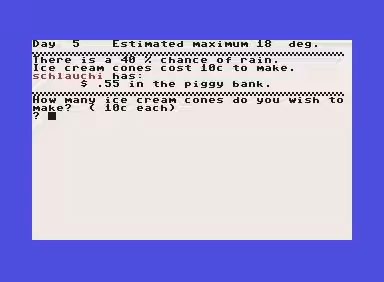 Day 5 Estimated maximum 18 deg.
There is a 40 % chance of rain.
Ice cream cones cost 10c to make.
schlauchi has:
$ .55 in the piggy bank.
How many ice cream cones do you wish to
make? ( 10c each)
?